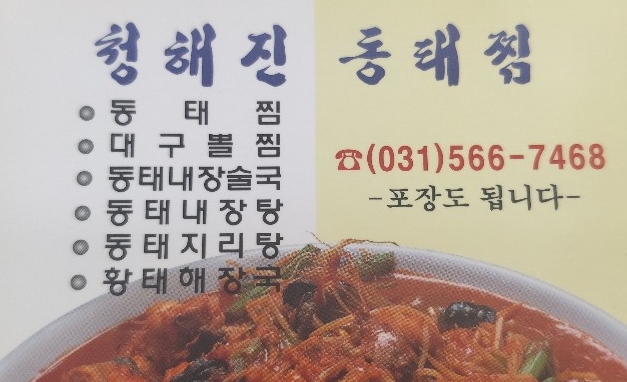 청해진 동태찜
동태찜
대구뽈찜
동태내장술국
동태내장탕
동태지리탕
황태해장국
☎(031)566-7468
-포장도 됩니다-